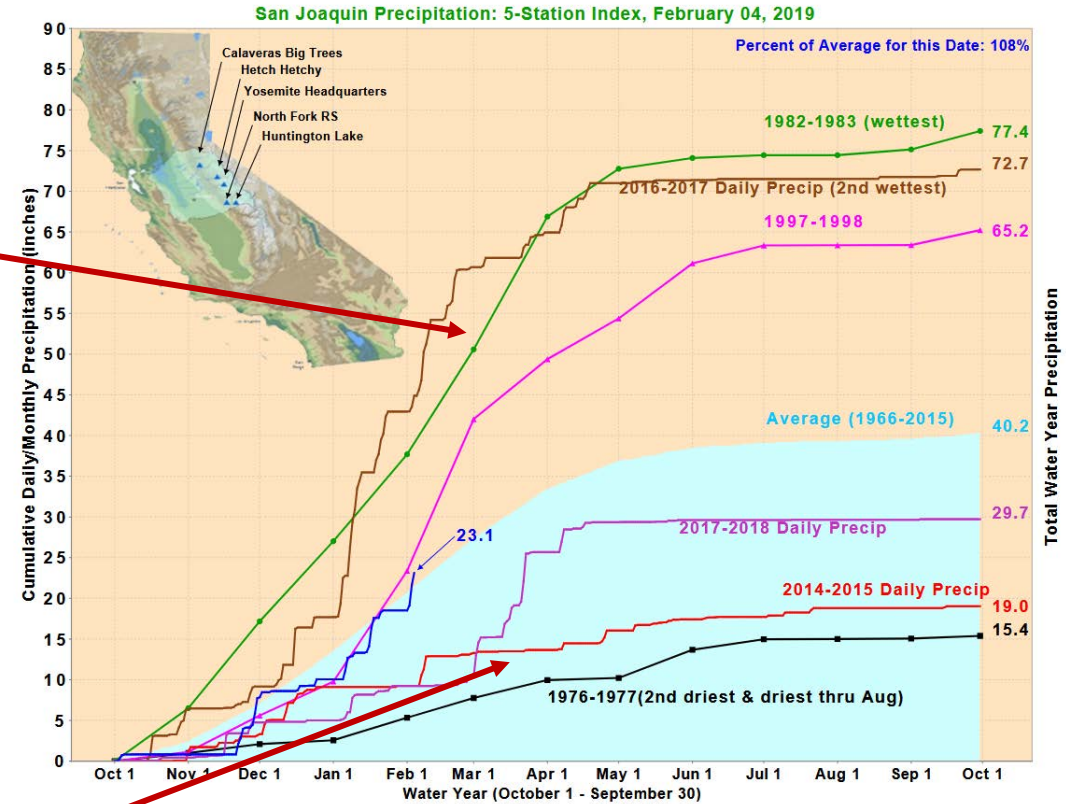 San Joaquin Precipitation: 5-Station Index, February 04, 2019
Percent of Average for this Date: 108%
Calaveras Big Trees
Hetch Hetchy
Yosemite Headquarters
North Fork RS
Huntington Lake
Cumulative Daily/Monthly Precipitation (inches)
90
85
80
75
70
65
60
55
50
45
40
35
30
25
20
15
10
5
0
1982-1983 (wettest)
77.4
72.7
2016-2017 Daily Precip (2nd wettest)
1997-1998
65.2
Average (1966-2015)
40.2
29.7
2017-2018 Daily Precip
23.1
2014-2015 Daily Precip
19.0
15.4
1976-1977(2nd driest & driest thru Aug)
Total Water Year Precipitation
Oct 1 Nov 1 Dec 1 Jan 1 Feb 1 Mar 1 Apr 1 May 1 Jun 1 Jul 1 Aug 1 Sep 1 Oct 1
Water Year (October 1 - September 30)